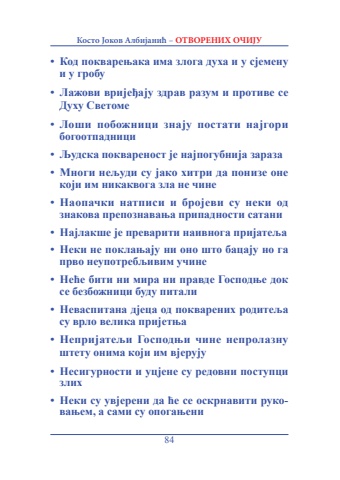 Косто Јоков Албијанић – ОТВОРЕНИХ ОЧИЈУ
• Код покварењака има злога духа и у сјемену
и у гробу
• Лажови вријеђају здрав разум и противе се
Духу Светоме
• Лоши побожници знају постати најгори
богоотпадници
• Људска поквареност је најпогубнија зараза
• Многи нељуди су јако хитри да понизе оне
који им никаквога зла не чине
• Наопачки натписи и бројеви су неки од
знакова препознавања припадности сатани
• Најлакше је преварити наивнога пријатеља
• Неки не поклањају ни оно што бацају но га
прво неупотребљивим учине
• Неће бити ни мира ни правде Господње док
се безбожници буду питали
• Неваспитана дјеца од покварених родитеља
су врло велика пријетња
• Непријатељи Господњи чине непролазну
штету онима који им вјерују
• Несигурности и уцјене су редовни поступци
злих
• Неки су увјерени да ће се оскрнавити руко-
вањем, а сами су опогањени
84